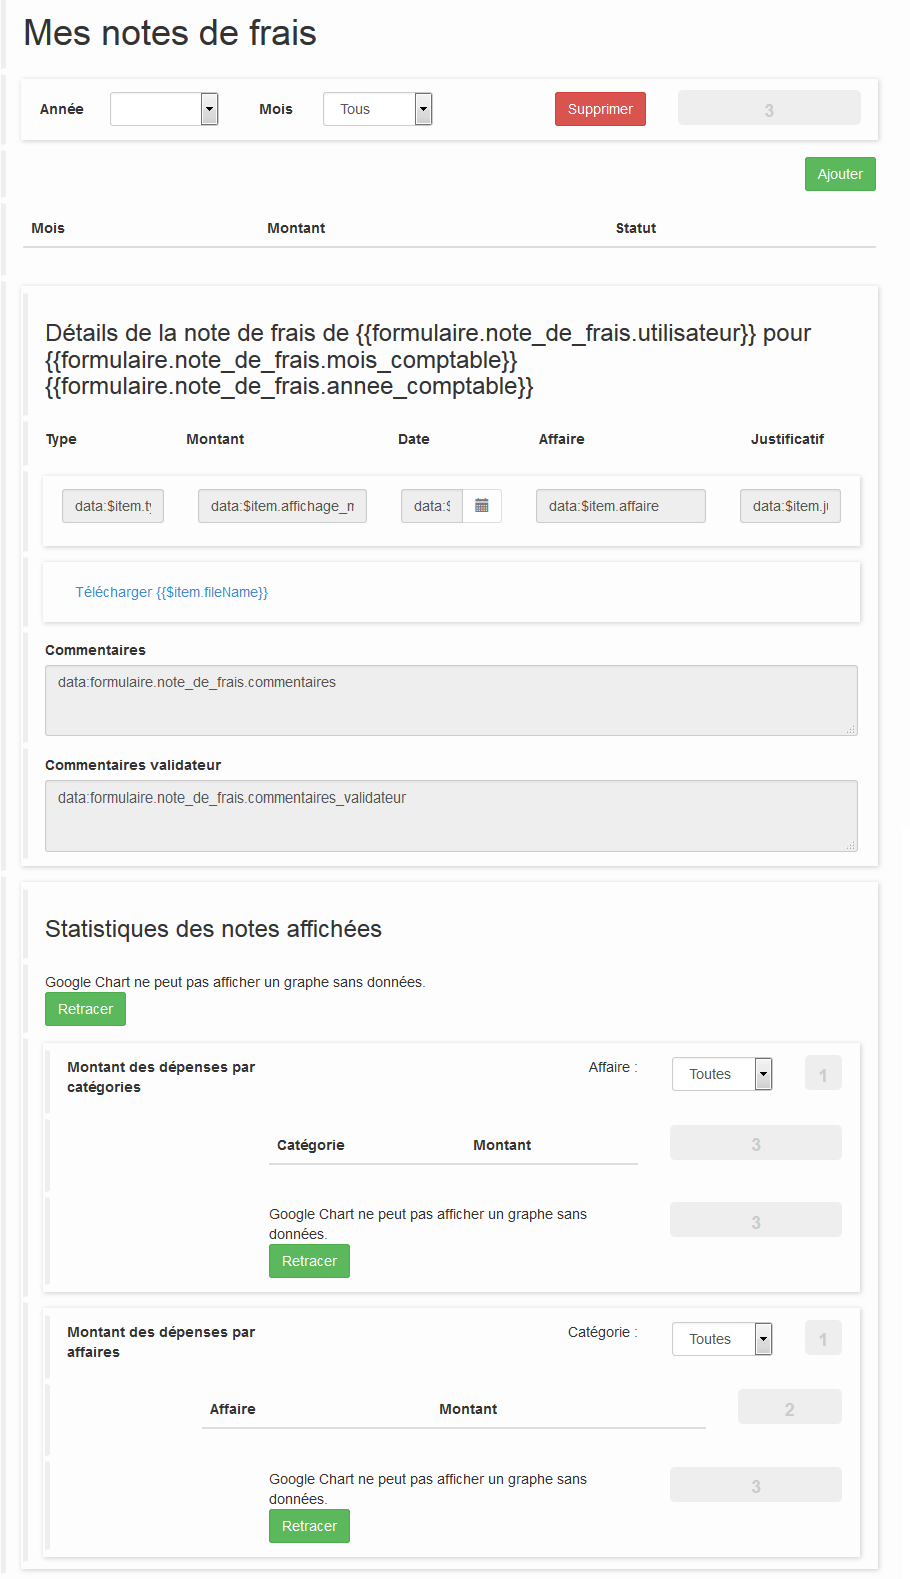 Mes notes de frais
Année Mois Tous Supprimer 3
Ajouter
Mois Montant Statut
Détails de la note de frais de {{formulaire.note_de_frais.utilisateur}} pour
{{formulaire.note_de_frais.mois_comptable}}
{{formulaire.note_de_frais.annee_comptable}}
Type Montant Date Affaire Justificatif
data:$item.ty data:$item.affichage_m data:$ data:$item.affaire data:$item.ju
Télécharger {{$item.fileName}}
Commentaires
data:formulaire.note_de_frais.commentaires
Commentaires validateur
data:formulaire.note_de_frais.commentaires_validateur
Statistiques des notes affichées
Google Chart ne peut pas afficher un graphe sans données.
Retracer
Montant des dépenses par Affaire : Toutes 1
catégories
Catégorie Montant 3
Google Chart ne peut pas afficher un graphe sans 3
données.
Retracer
Montant des dépenses par Catégorie : Toutes 1
affaires
Affaire Montant 2
Google Chart ne peut pas afficher un graphe sans 3
données.
Retracer